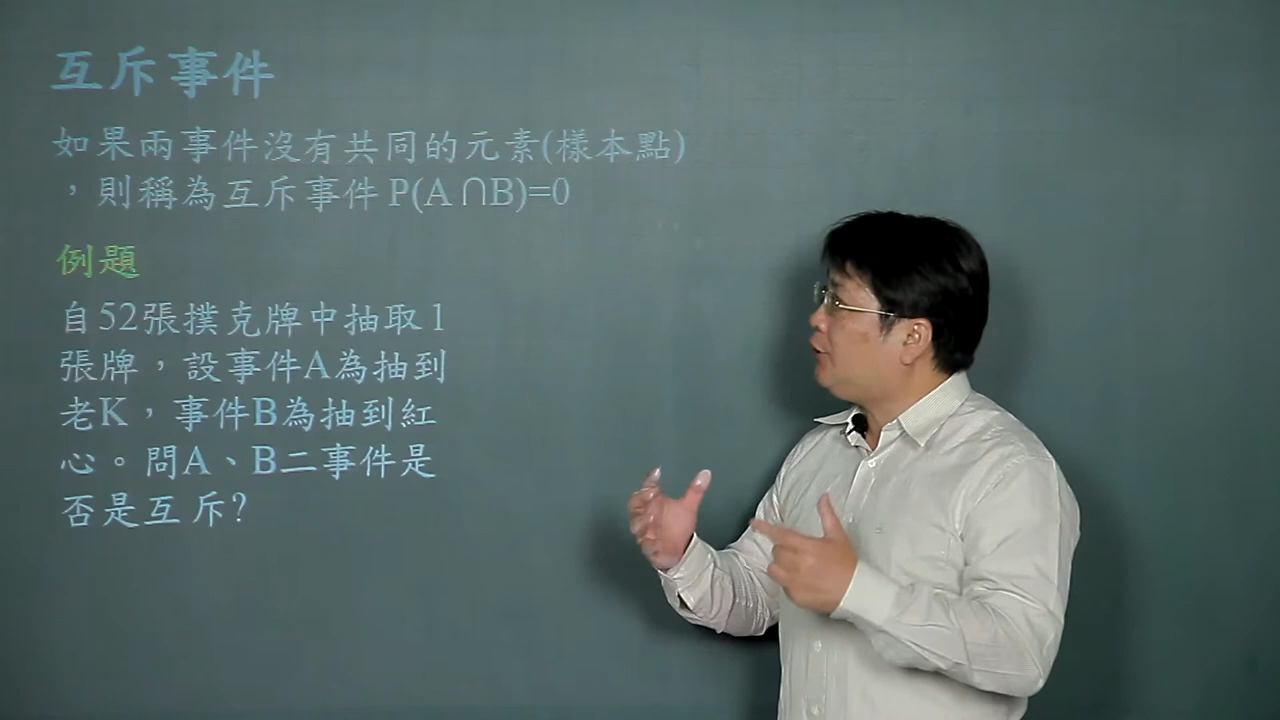 互斥事件
如果兩事件沒有共同的元素(樣本點)
，則稱為互斥事件 P(A∩B)=0
例題
自52張撲克牌中抽取1
張牌，設事件A為抽到
老K，事件B為抽到紅
心。問A、B二事件是
否是互斥?